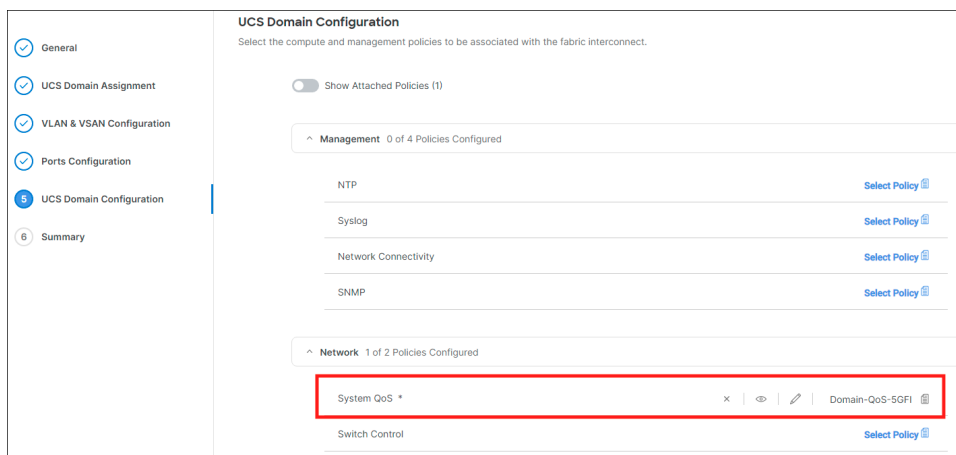 UCS Domain Configuration
Select the compute and management policies to be associated with the fabric interconnect.
General
UCS Domain Assignment
VLAN & VSAN Configuration
Ports Configuration
5 UCS Domain Configuration
6 Summary
Show Attached Policies (1)
Management 0 of 4 Policies Configured
NTP Select Policy
Syslog Select Policy
Network Connectivity Select Policy
SNMP Select Policy
Network 1 of 2 Policies Configured
System QoS * Domain-QoS-5GFI
Switch Control Select Policy